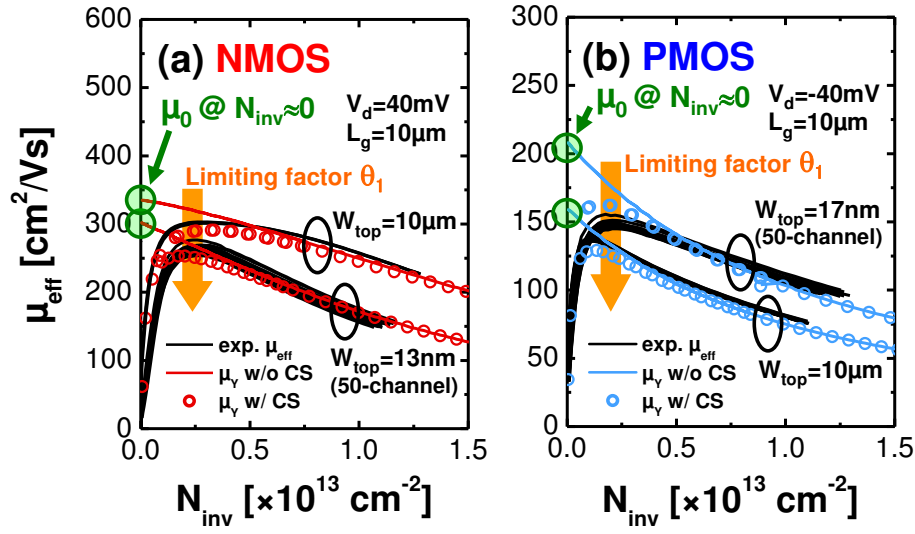 (a) NMOS
μ0 @ Ninv≈0
Vd=40mV
Lg=10μm
Limiting factor θ1
Wtop=10μm
Wtop=13nm
(50-channel)
exp. μeff
μY w/o CS
μY w/ CS
600
500
400
300
200
100
0
0.0 0.5 1.0 1.5
μeff [cm²/Vs]
Ninv [×10¹³ cm⁻²]
(b) PMOS
μ0 @ Ninv≈0
Vd=-40mV
Lg=10μm
Limiting factor θ1
Wtop=17nm
(50-channel)
Wtop=10μm
exp. μeff
μY w/o CS
μY w/ CS
300
250
200
150
100
50
0
0.0 0.5 1.0 1.5
Ninv [×10¹³ cm⁻²]